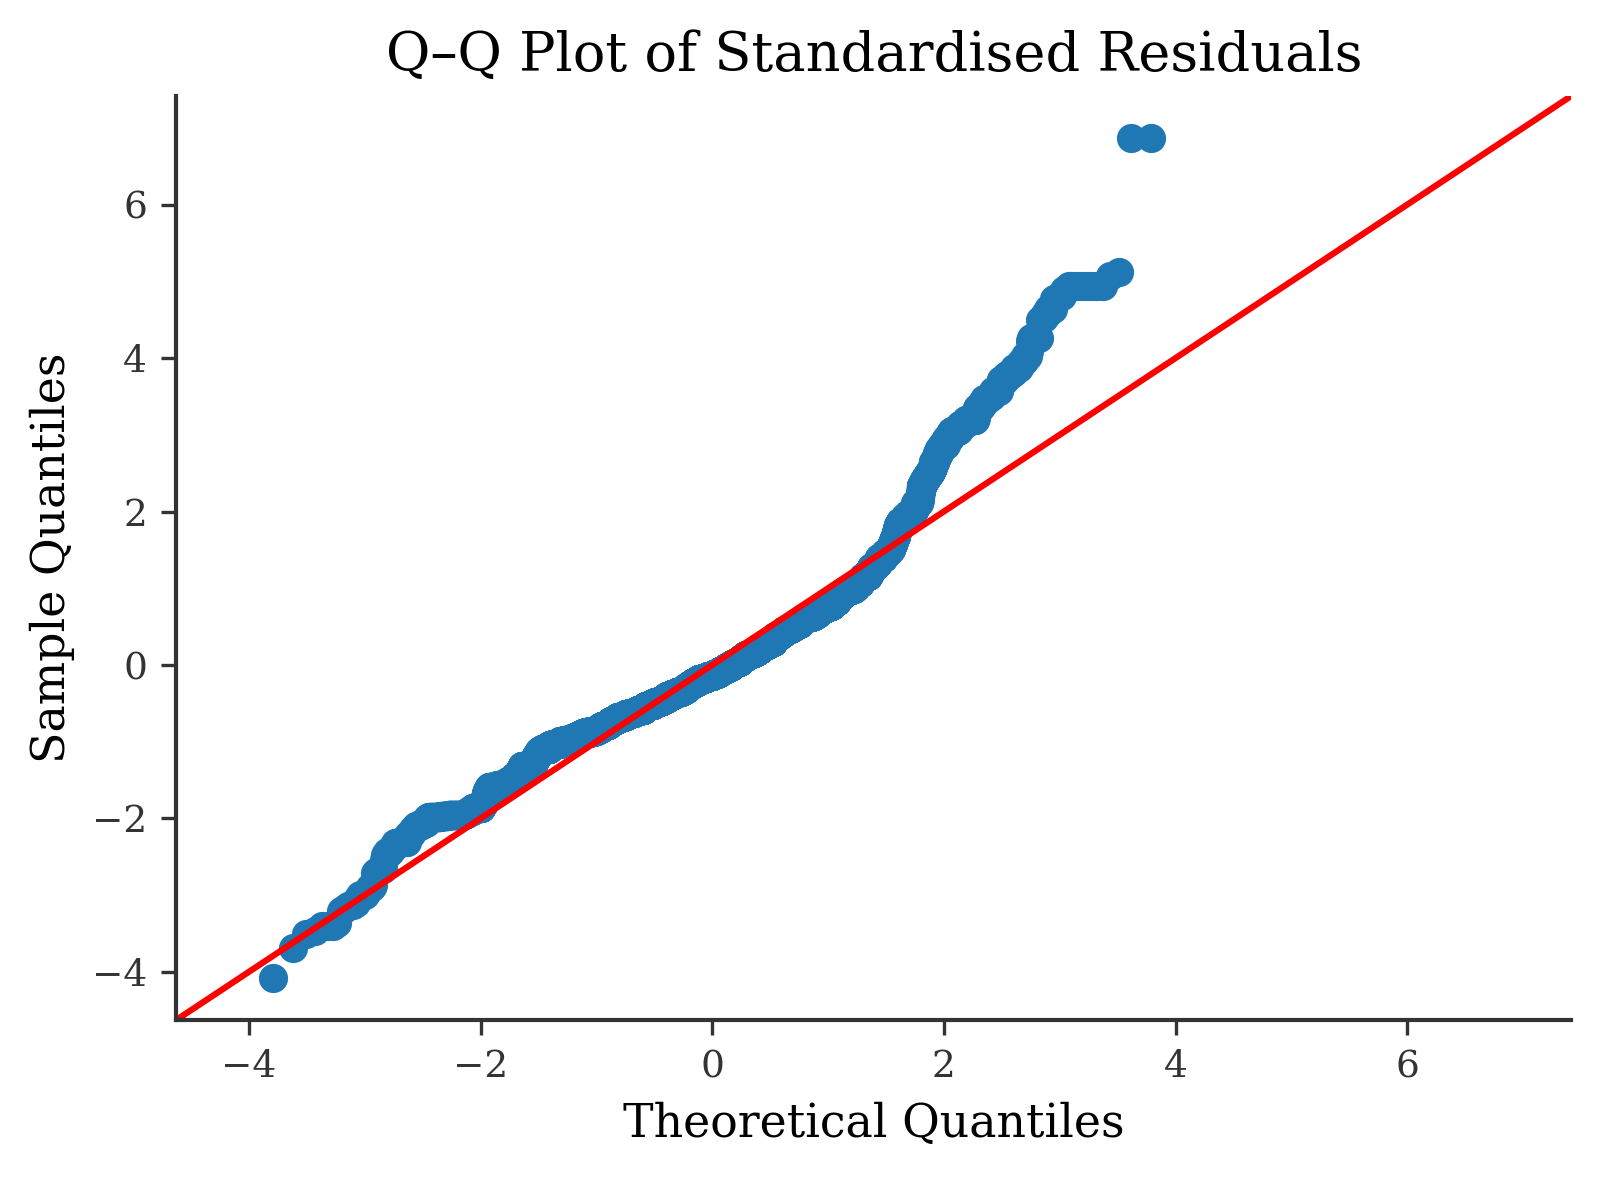 Q–Q Plot of Standardised Residuals
Sample Quantiles
6
4
2
0
−2
−4
−4 −2 0 2 4 6
Theoretical Quantiles